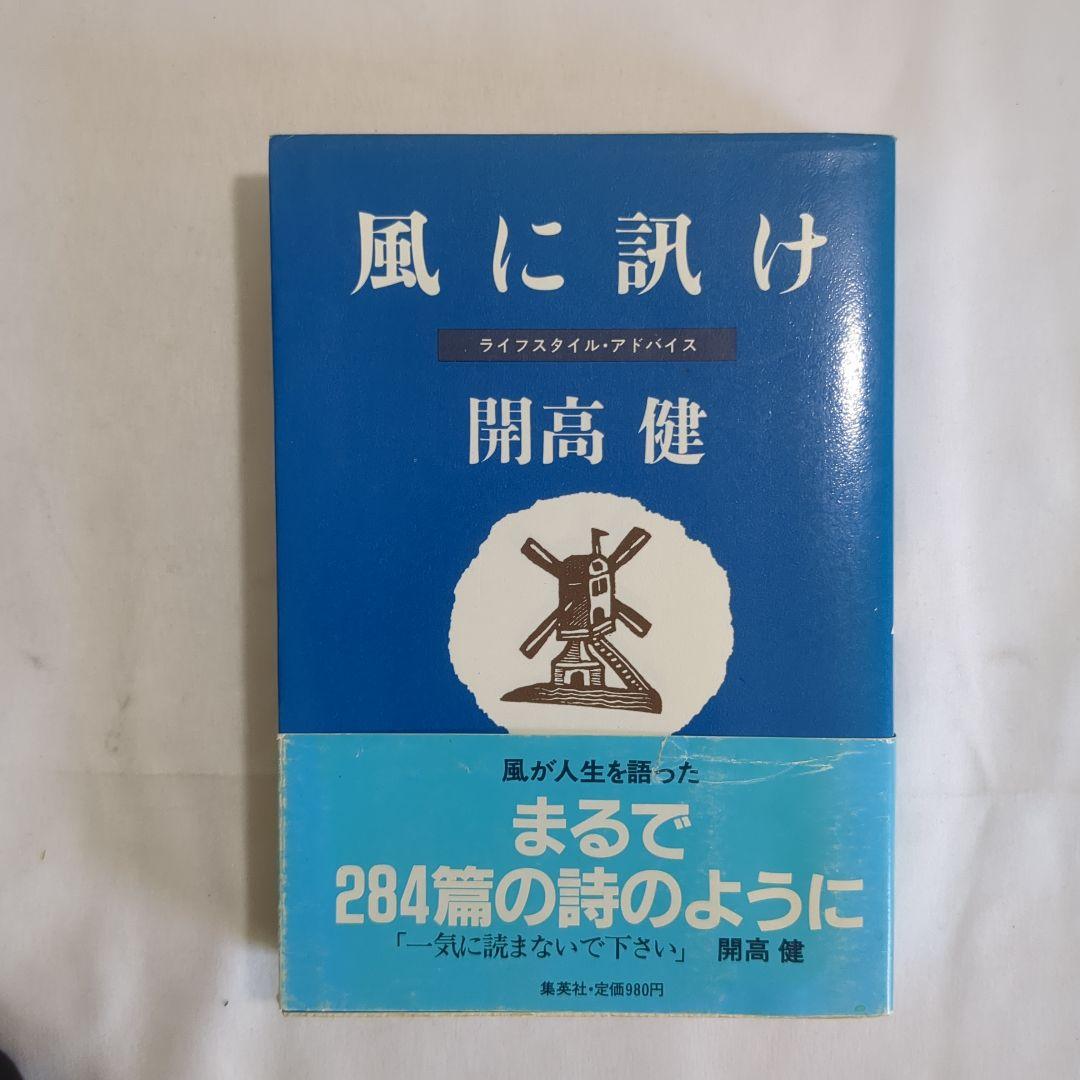 風に訊け
ライフスタイル・アドバイス
開高 健
風が人生を語った
まるで
284篇の詩のように
「一気に読まないで下さい」 開高 健
集英社・定価980円